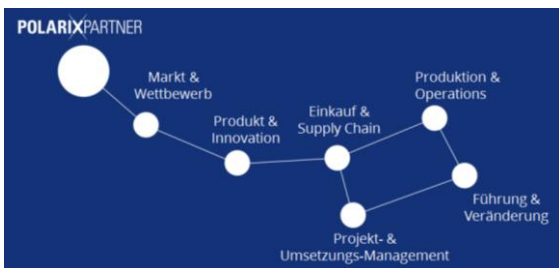 POLARIXPARTNER
Markt &
Wettbewerb
Produkt &
Innovation
Einkauf &
Supply Chain
Produktion &
Operations
Führung &
Veränderung
Projekt- &
Umsetzungs-Management